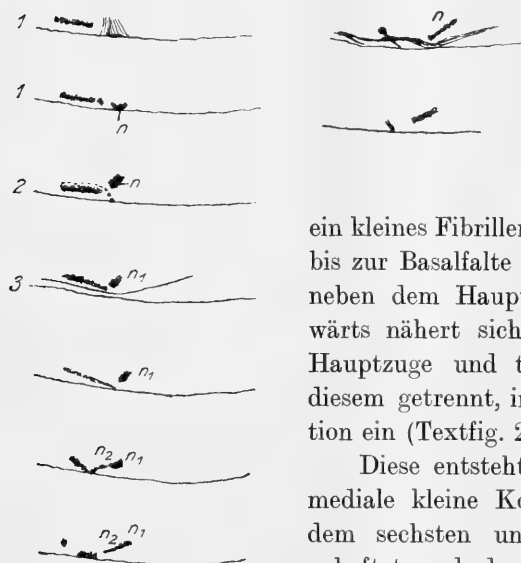 1
1
n
2 n
3 n₁
n₁
n₂ n₁
n₂ n₁
n
ein kleines Fibrillen
bis zur Basalfalte
neben dem Haupt
wärts nähert sich
Hauptzuge und t
diesem getrennt, in
tion ein (Textfig. 2
Diese entsteht
mediale kleine Ko
dem sechsten un